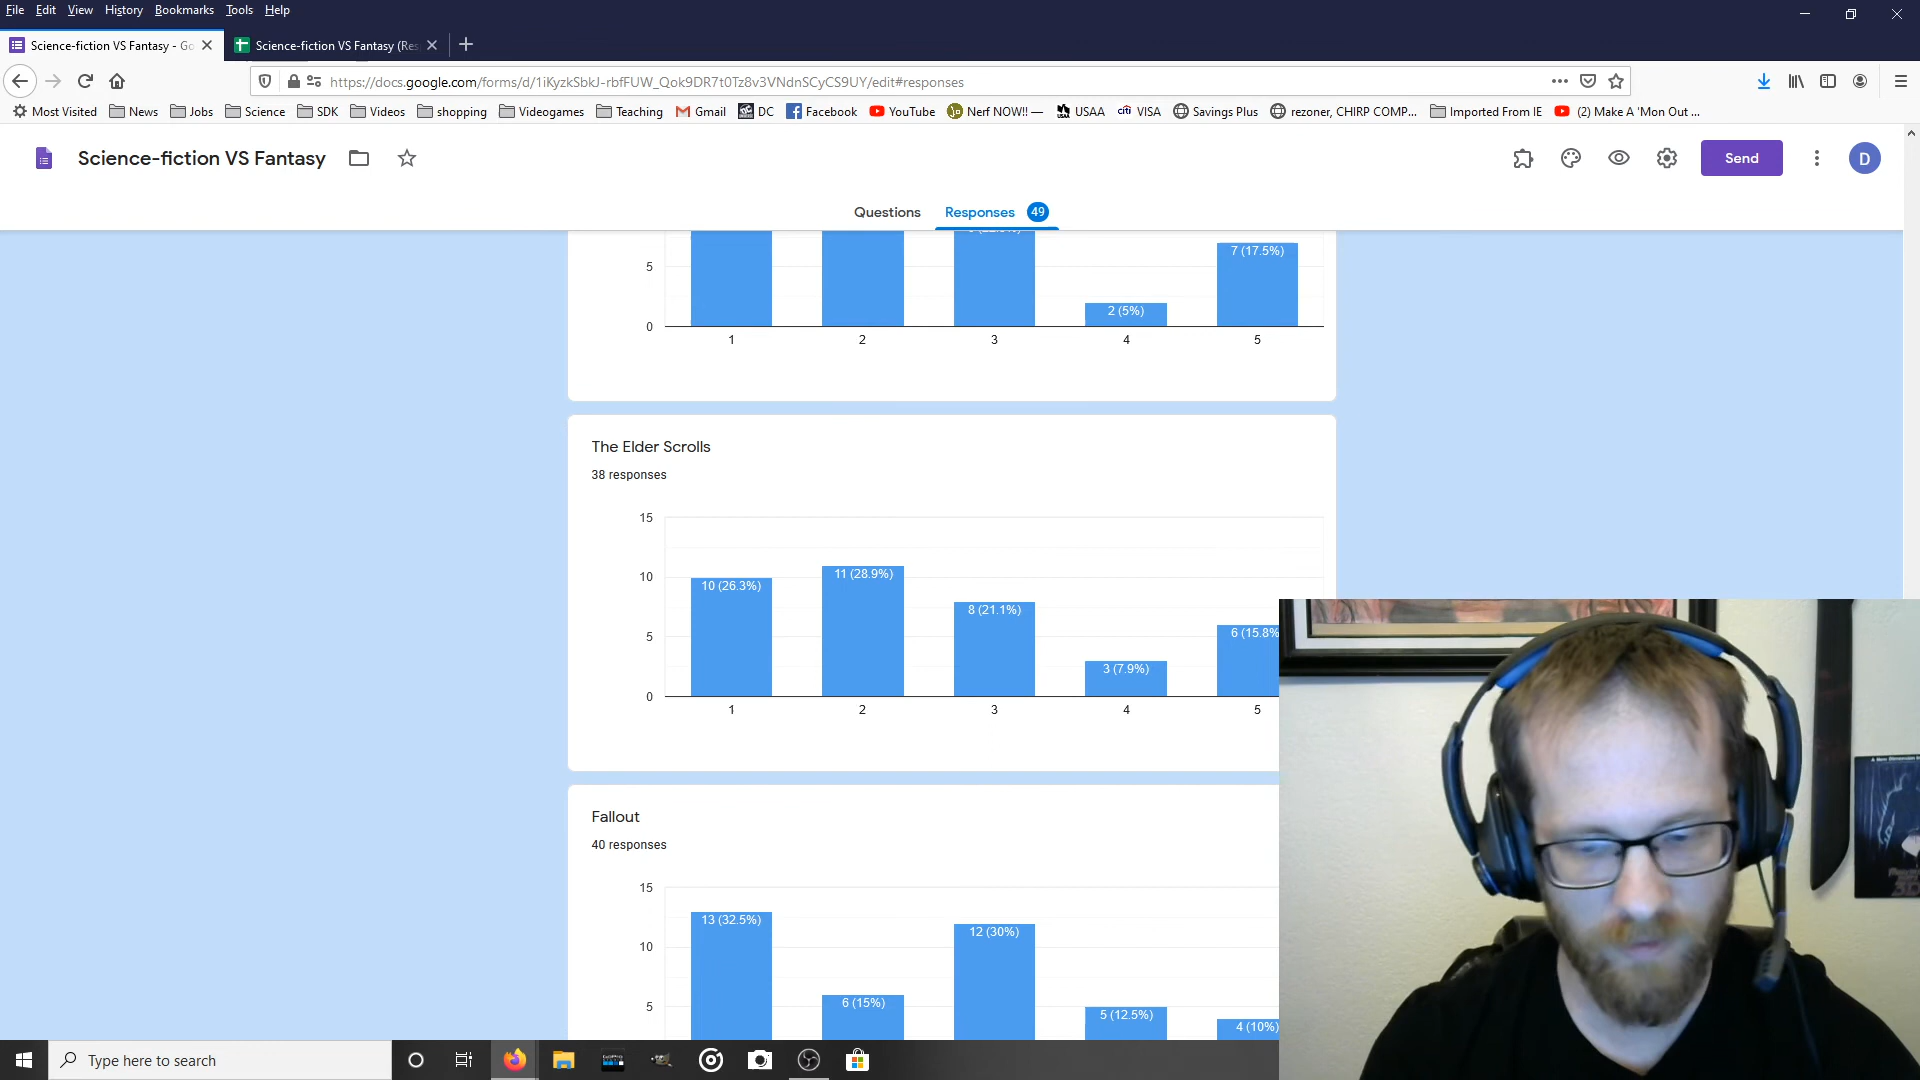 File Edit View History Bookmarks Tools Help
Science-fiction VS Fantasy - Go
Science-fiction VS Fantasy (Res
https://docs.google.com/forms/d/1iKyzkSbkJ-rbfFUW_Qok9DR7t0Tz8v3VNdnSCyCS9UY/edit#responses
Most Visited News Jobs Science SDK Videos shopping Videogames Teaching Gmail DC Facebook YouTube Nerf NOW!! — USAA VISA Savings Plus rezoner, CHIRP COMP... Imported From IE (2) Make A 'Mon Out ...
Science-fiction VS Fantasy
Send
D
Questions Responses 49
7 (17.5%)
5
2 (5%)
0
1 2 3 4 5
The Elder Scrolls
38 responses
15
10
10 (26.3%) 11 (28.9%) 8 (21.1%) 3 (7.9%) 6 (15.8%
5
0
1 2 3 4 5
Fallout
40 responses
15
13 (32.5%) 12 (30%)
10
6 (15%) 5 (12.5%) 4 (10%)
5
Type here to search